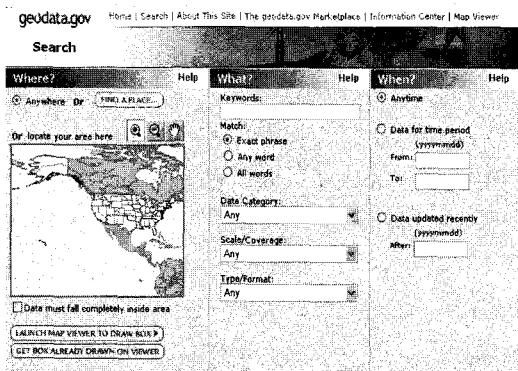 geodata.gov
Home | Search | About This Site | The geodata.gov Marketplace | Information Center | Map Viewer
Search
Where? Help
Anywhere Or FIND A PLACE...
Or locate your area here
Data must fall completely inside area
LAUNCH MAP VIEWER TO DRAW BOX
GET BOX ALREADY DRAWN ON VIEWER
What? Help
Keywords:
Match:
Exact phrase
Any word
All words
Data Category:
Any
Scale/Coverage:
Any
Type/Format:
Any
When? Help
Anytime
Data for time period
(yyyymmdd)
From:
To:
Data updated recently
(yyyymmdd)
After: